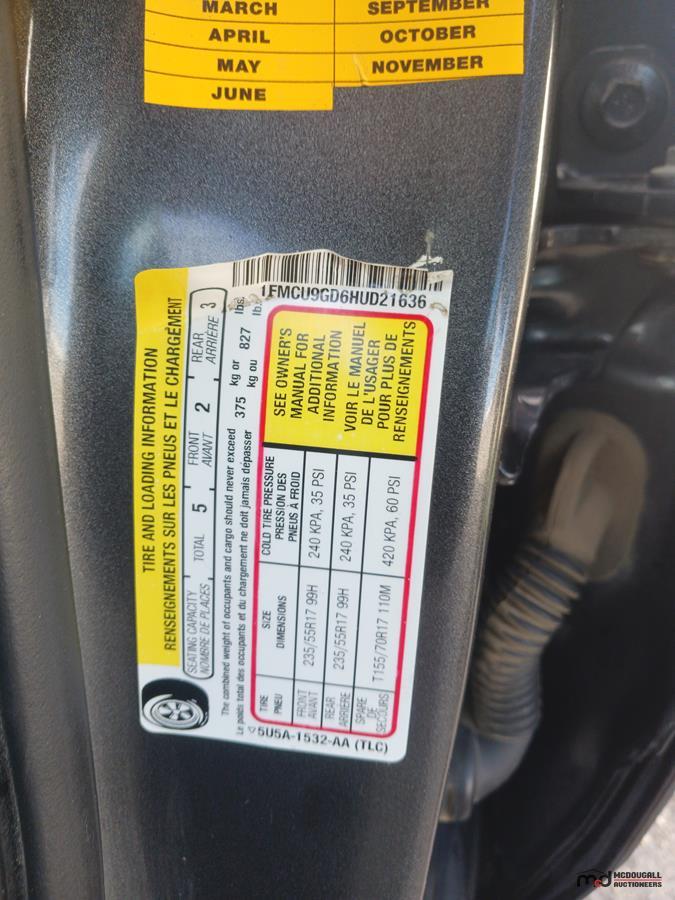 MARCH
SEPTEMBER
APRIL
OCTOBER
MAY
NOVEMBER
JUNE
1FMCU9GD6HUD21636
TIRE AND LOADING INFORMATION
RENSEIGNEMENTS SUR LES PNEUS ET LE CHARGEMENT
SEATING CAPACITY
NOMBRE DE PLACES
TOTAL 5
FRONT
AVANT
2
REAR
ARRIÈRE
3
The combined weight of occupants and cargo should never exceed 375 kg or 827 lbs.
Le poids total des occupants et du chargement ne doit jamais dépasser kg ou lb.
TIRE
PNEU
SIZE
DIMENSIONS
COLD TIRE PRESSURE
PRESSION DES
PNEUS À FROID
FRONT
AVANT
235/55R17 99H
240 KPA, 35 PSI
REAR
ARRIÈRE
235/55R17 99H
240 KPA, 35 PSI
SPARE
DE
SECOURS
T155/70R17 110M
420 KPA, 60 PSI
SEE OWNER'S
MANUAL FOR
ADDITIONAL
INFORMATION
VOIR LE MANUEL
DE L'USAGER
POUR PLUS DE
RENSEIGNEMENTS
5U5A-1532-AA (TLC)
md MCDOUGALL
AUCTIONEERS